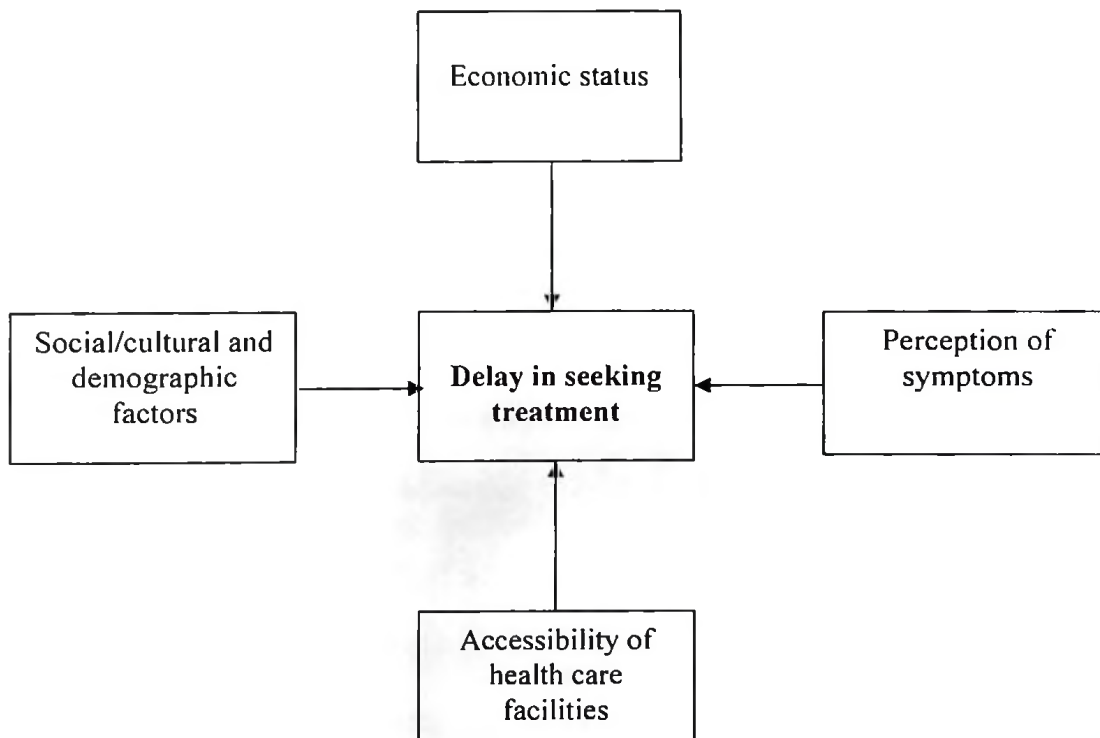 Economic status
Social/cultural and
demographic
factors
Delay in seeking
treatment
Perception of
symptoms
Accessibility of
health care
facilities